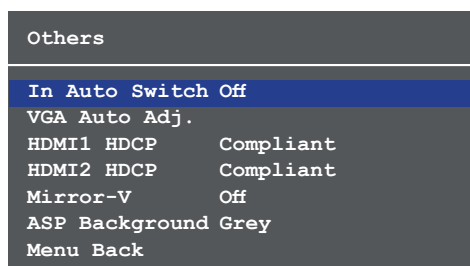 Others
In Auto Switch Off
VGA Auto Adj.
HDMI1 HDCP Compliant
HDMI2 HDCP Compliant
Mirror-V Off
ASP Background Grey
Menu Back